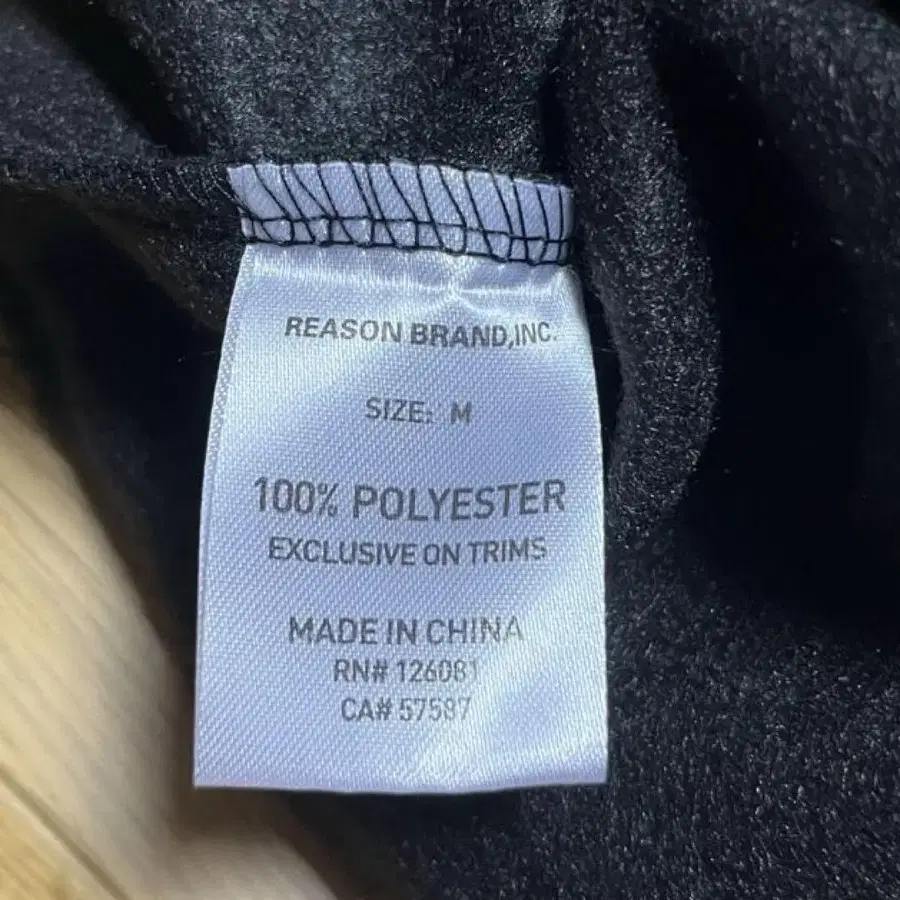 REASON BRAND,INC.
SIZE: M
100% POLYESTER
EXCLUSIVE ON TRIMS
MADE IN CHINA
RN# 126081
CA# 57587